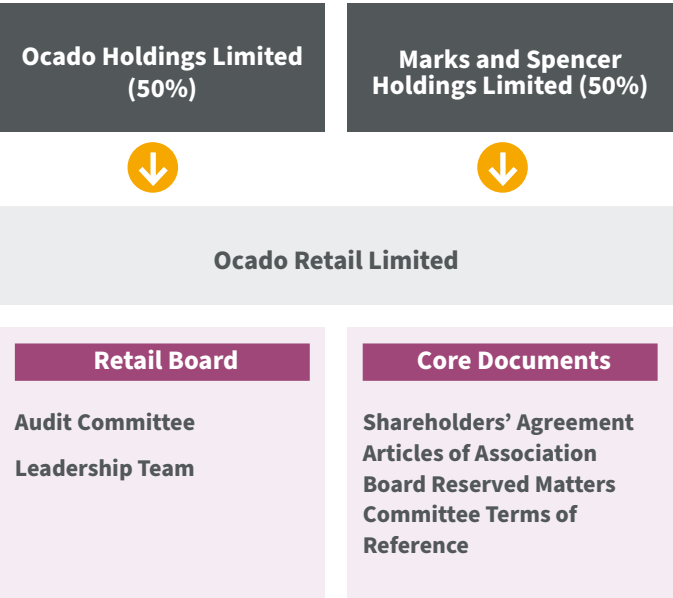 Ocado Holdings Limited
(50%)
Marks and Spencer
Holdings Limited (50%)
Ocado Retail Limited
Retail Board
Audit Committee
Leadership Team
Core Documents
Shareholders’ Agreement
Articles of Association
Board Reserved Matters
Committee Terms of
Reference